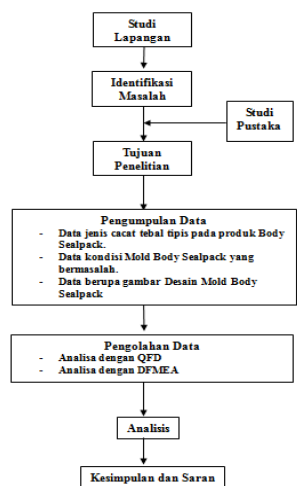 Studi
Lapangan
Identifikasi
Masalah
Studi
Pustaka
Tujuan
Penelitian
Pengumpulan Data
- Data jenis cacat tebal tipis pada produk Body
Sealpack.
- Data kondisi Mold Body Sealpack yang
bermasalah.
- Data berupa gambar Desain Mold Body
Sealpack
Pengolahan Data
- Analisa dengan QFD
- Analisa dengan DFMEA
Analisis
Kesimpulan dan Saran